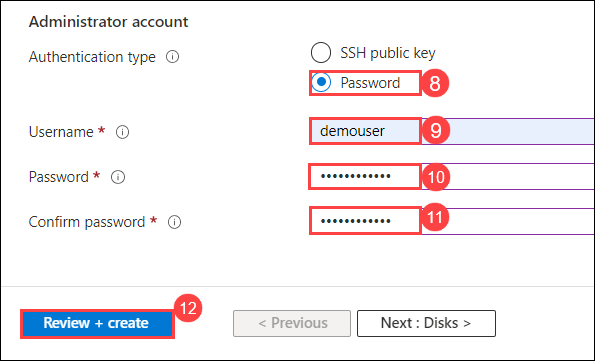 Administrator account
Authentication type SSH public key
Password 8
Username * demouser 9
Password * •••••••••••• 10
Confirm password * •••••••••••• 11
12
Review + create < Previous Next : Disks >